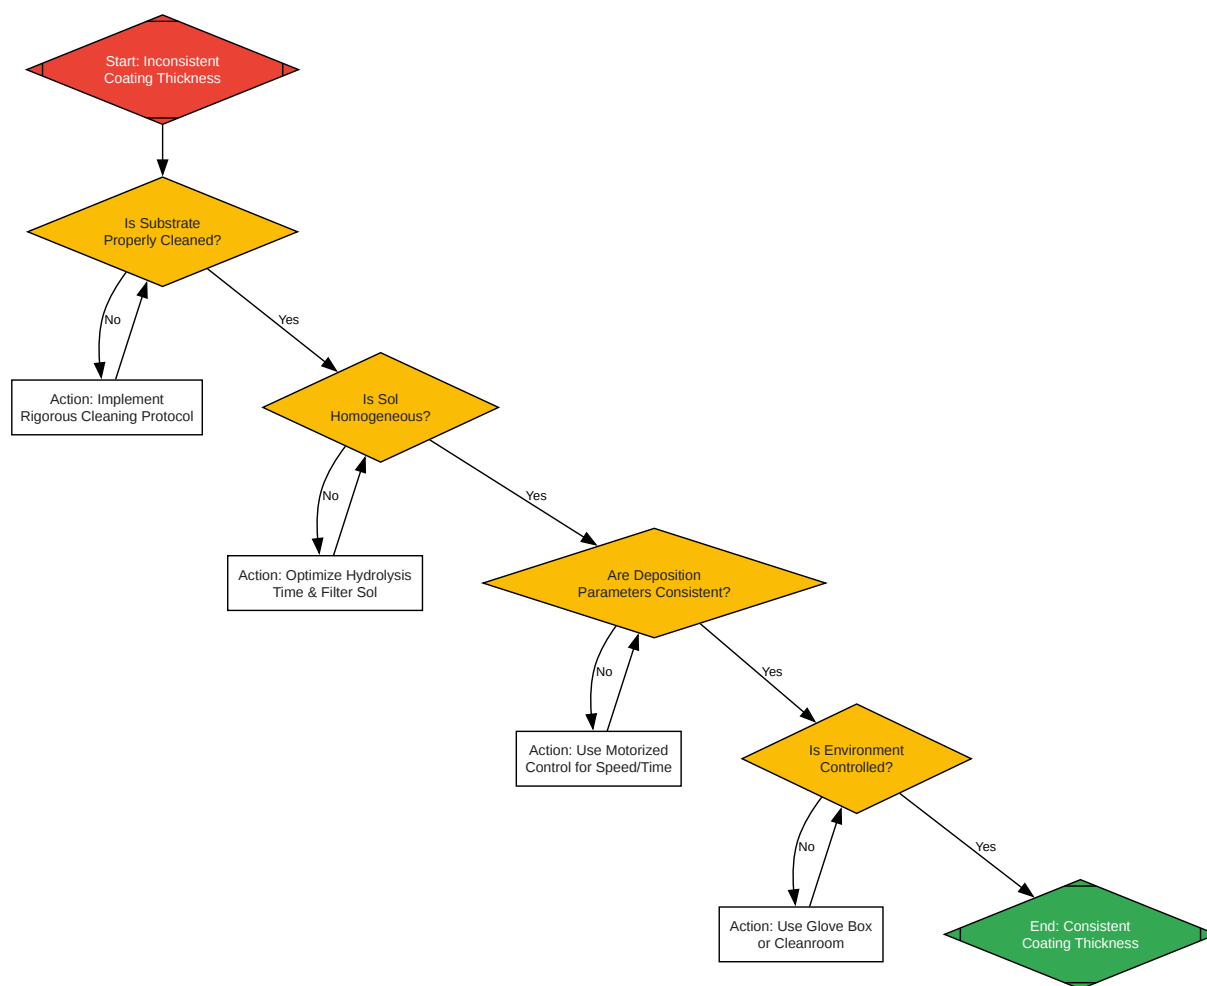 Start: Inconsistent
Coating Thickness
Is Substrate
Properly Cleaned?
No
Yes
Action: Implement
Rigorous Cleaning Protocol
Is Sol
Homogeneous?
No
Yes
Action: Optimize Hydrolysis
Time & Filter Sol
Are Deposition
Parameters Consistent?
No
Yes
Action: Use Motorized
Control for Speed/Time
Is Environment
Controlled?
No
Yes
Action: Use Glove Box
or Cleanroom
End: Consistent
Coating Thickness